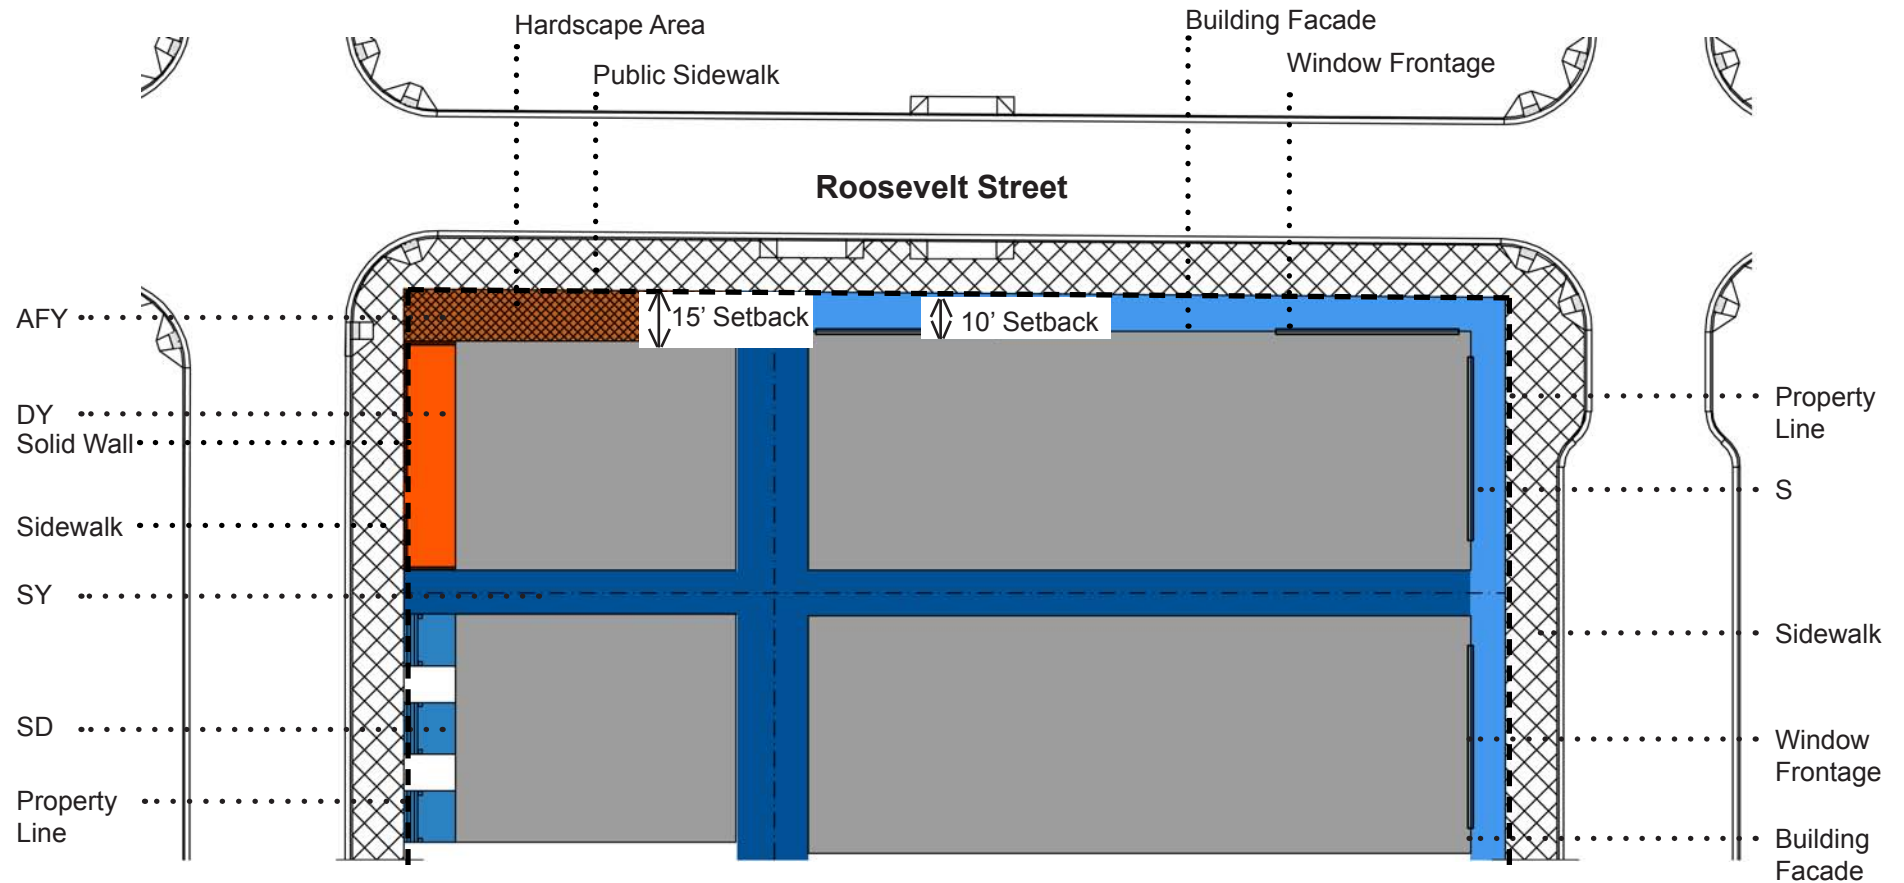 Hardscape Area
Building Facade
Public Sidewalk
Window Frontage
Roosevelt Street
AFY
15’ Setback
10’ Setback
DY
Solid Wall
Property
Line
S
Sidewalk
SY
Sidewalk
SD
Window
Frontage
Property
Line
Building
Facade